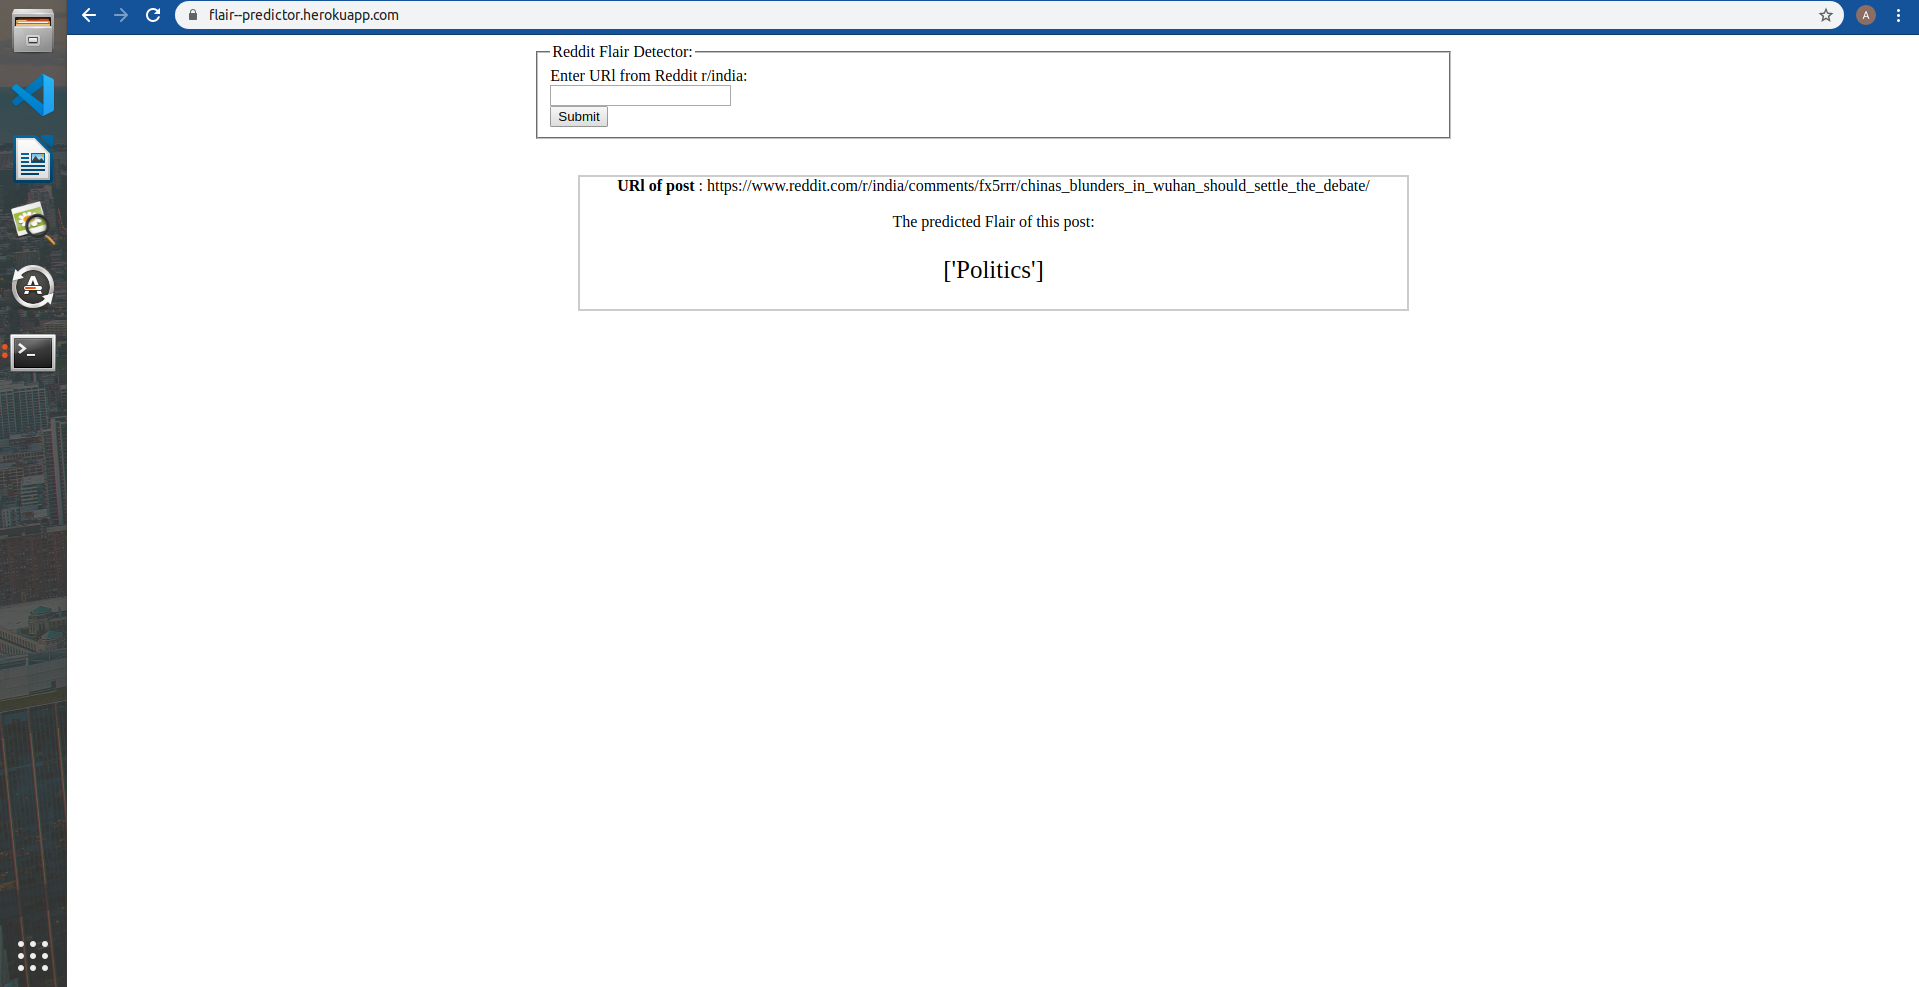 flair--predictor.herokuapp.com
A
Reddit Flair Detector:
Enter URl from Reddit r/india:
Submit
URl of post : https://www.reddit.com/r/india/comments/fx5rrr/chinas_blunders_in_wuhan_should_settle_the_debate/
The predicted Flair of this post:
['Politics']